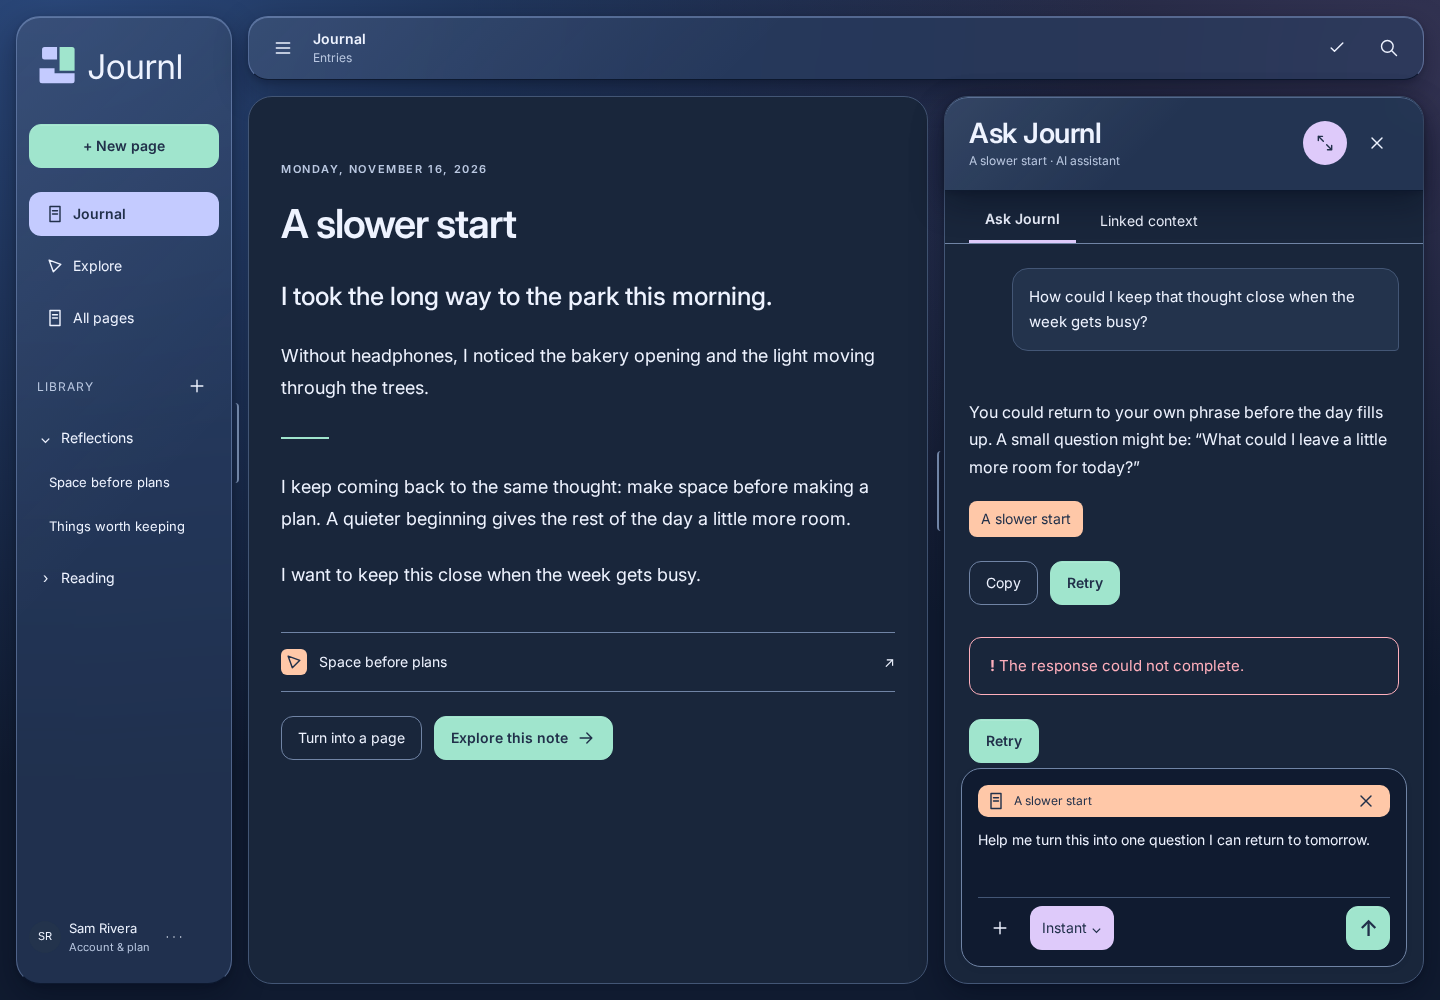 Journl
+ New page
Journal
Explore
All pages
LIBRARY
Reflections
Space before plans
Things worth keeping
Reading
SR
Sam Rivera
Account & plan
...
Journal
Entries
MONDAY, NOVEMBER 16, 2026
A slower start
I took the long way to the park this morning.
Without headphones, I noticed the bakery opening and the light moving
through the trees.
I keep coming back to the same thought: make space before making a
plan. A quieter beginning gives the rest of the day a little more room.
I want to keep this close when the week gets busy.
Space before plans
Turn into a page
Explore this note
Ask Journl
A slower start · AI assistant
Ask Journl
Linked context
How could I keep that thought close when the
week gets busy?
You could return to your own phrase before the day fills
up. A small question might be: “What could I leave a little
more room for today?”
A slower start
Copy
Retry
! The response could not complete.
Retry
A slower start
Help me turn this into one question I can return to tomorrow.
Instant